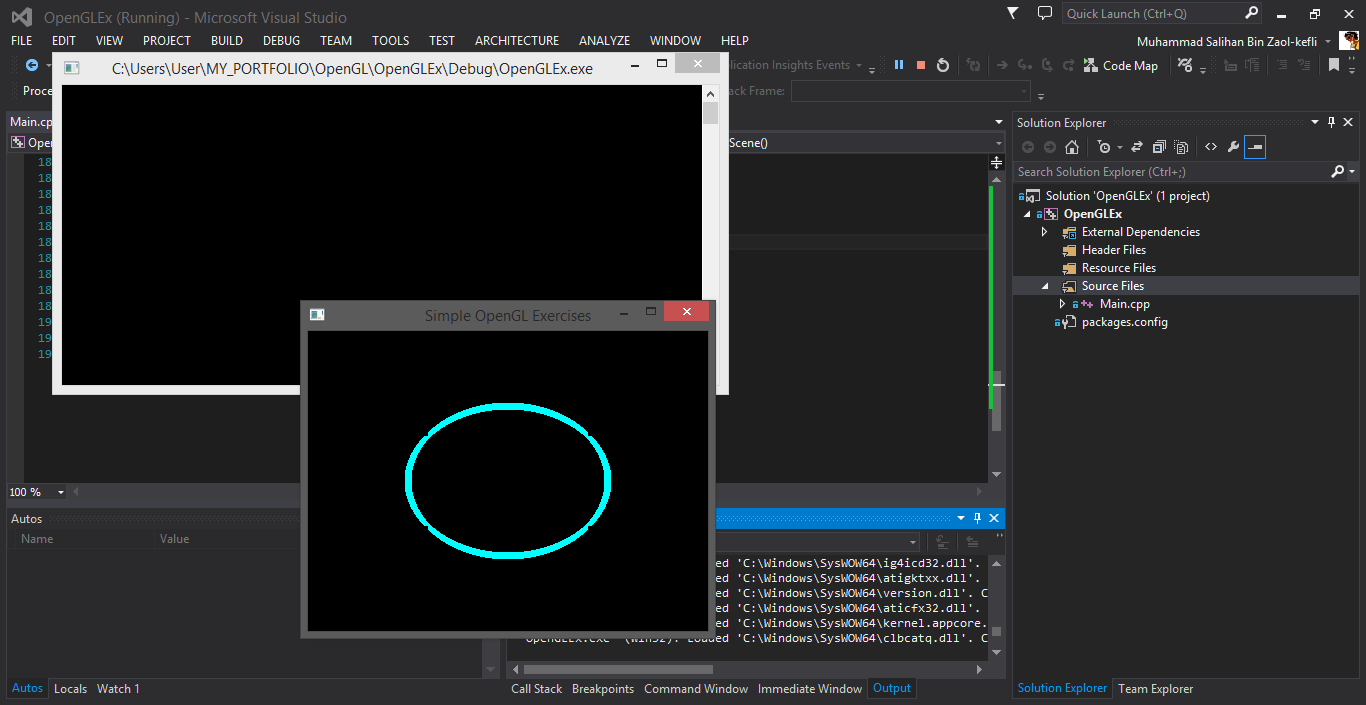 OpenGLEx (Running) - Microsoft Visual Studio
Quick Launch (Ctrl+Q)
FILE EDIT VIEW PROJECT BUILD DEBUG TEAM TOOLS TEST ARCHITECTURE ANALYZE WINDOW HELP
Muhammad Salihan Bin Zaol-kefli
C:\Users\User\MY_PORTFOLIO\OpenGL\OpenGLEx\Debug\OpenGLEx.exe
plication Insights Events
Code Map
Proce
ack Frame:
Main.cp
Ope
Scene()
18
18
18
18
18
18
18
18
18
18
19
19
19
100 %
Simple OpenGL Exercises
Autos
Name Value
ed 'C:\Windows\SysWOW64\ig4icd32.dll'.
ed 'C:\Windows\SysWOW64\atigktxx.dll'.
ed 'C:\Windows\SysWOW64\version.dll'. C
ed 'C:\Windows\SysWOW64\aticfx32.dll'.
ed 'C:\Windows\SysWOW64\kernel.appcore.
'OpenGLEx.exe' (Win32): Loaded 'C:\Windows\SysWOW64\clbcatq.dll'. C
Autos Locals Watch 1
Call Stack Breakpoints Command Window Immediate Window Output
Solution Explorer
Search Solution Explorer (Ctrl+;)
Solution 'OpenGLEx' (1 project)
OpenGLEx
External Dependencies
Header Files
Resource Files
Source Files
Main.cpp
packages.config
Solution Explorer Team Explorer